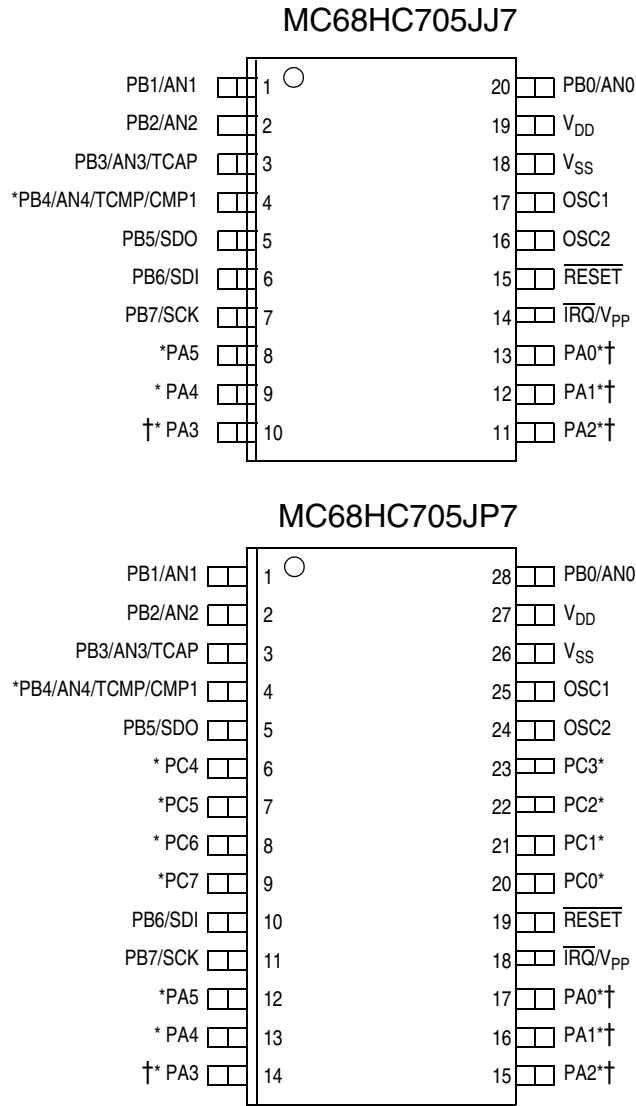 MC68HC705JJ7
PB1/AN1 1 20 PB0/AN0
PB2/AN2 2 19 VDD
PB3/AN3/TCAP 3 18 VSS
*PB4/AN4/TCMP/CMP1 4 17 OSC1
PB5/SDO 5 16 OSC2
PB6/SDI 6 15 RESET
PB7/SCK 7 14 IRQ/VPP
*PA5 8 13 PA0*†
* PA4 9 12 PA1*†
†* PA3 10 11 PA2*†
MC68HC705JP7
PB1/AN1 1 28 PB0/AN0
PB2/AN2 2 27 VDD
PB3/AN3/TCAP 3 26 VSS
*PB4/AN4/TCMP/CMP1 4 25 OSC1
PB5/SDO 5 24 OSC2
* PC4 6 23 PC3*
*PC5 7 22 PC2*
* PC6 8 21 PC1*
*PC7 9 20 PC0*
PB6/SDI 10 19 RESET
PB7/SCK 11 18 IRQ/VPP
*PA5 12 17 PA0*†
* PA4 13 16 PA1*†
†* PA3 14 15 PA2*†